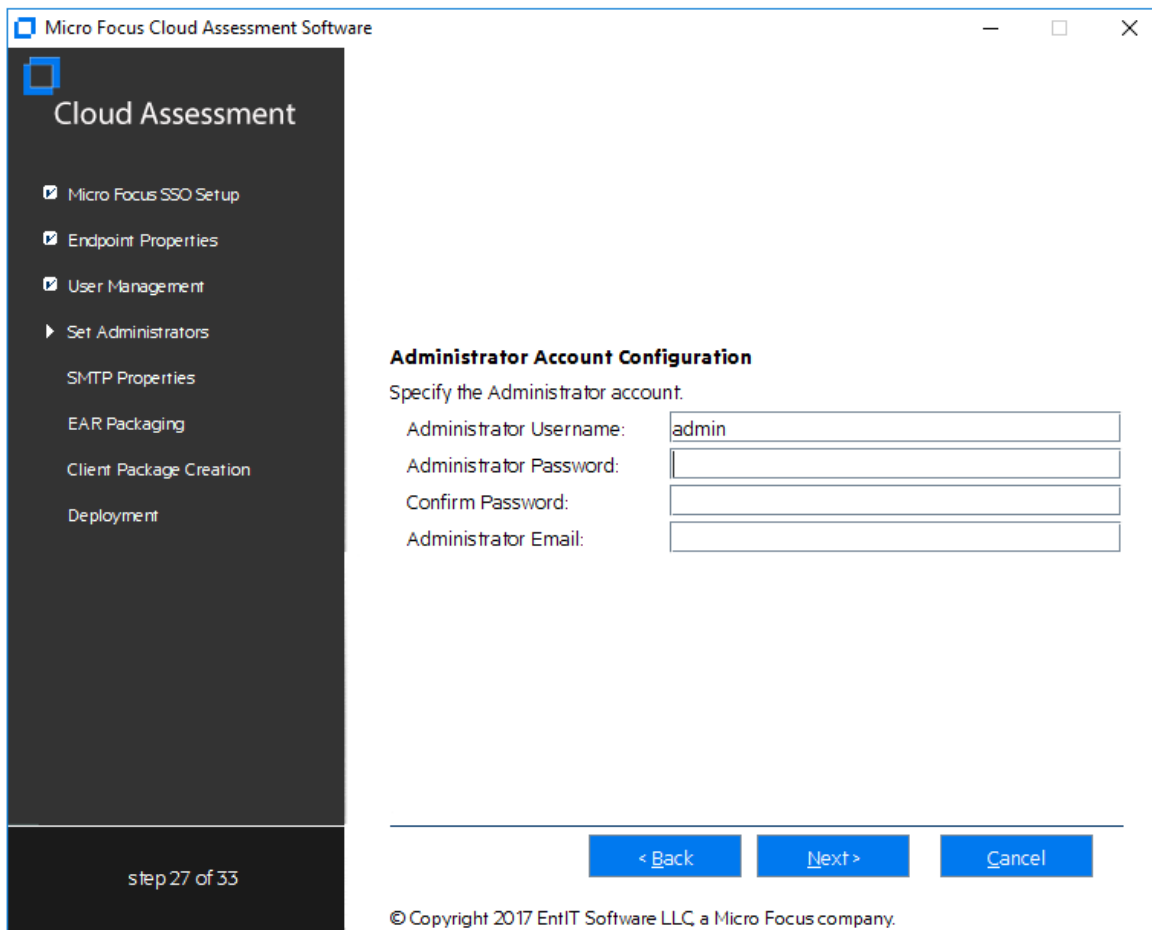 Micro Focus Cloud Assessment Software
Cloud Assessment
Micro Focus SSO Setup
Endpoint Properties
User Management
Set Administrators
SMTP Properties
EAR Packaging
Client Package Creation
Deployment
step 27 of 33
Administrator Account Configuration
Specify the Administrator account.
Administrator Username: admin
Administrator Password:
Confirm Password:
Administrator Email:
< Back Next > Cancel
© Copyright 2017 EntIT Software LLC, a Micro Focus company.